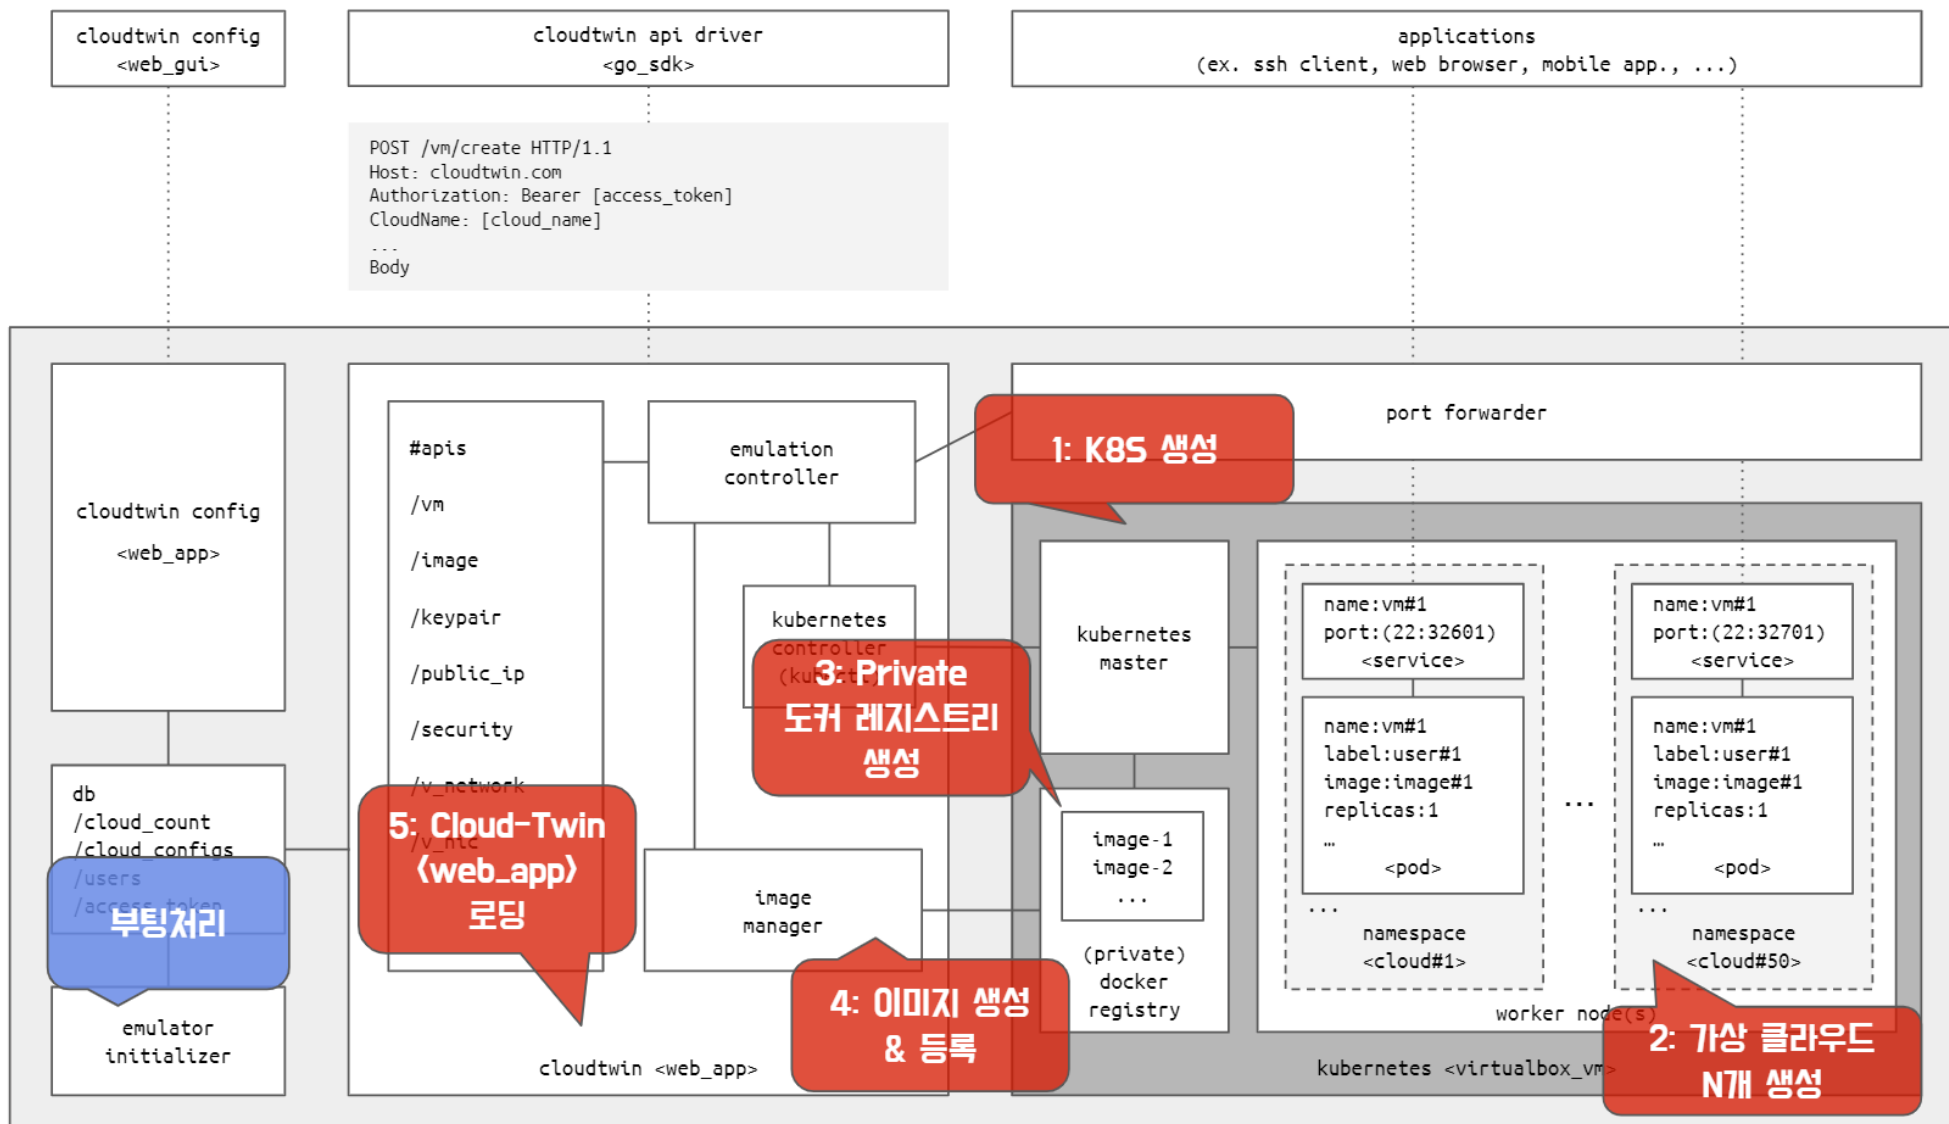 cloudtwin config
<web_gui>
cloudtwin api driver
<go_sdk>
applications
(ex. ssh client, web browser, mobile app., ...)
POST /vm/create HTTP/1.1
Host: cloudtwin.com
Authorization: Bearer [access_token]
CloudName: [cloud_name]
...
Body
cloudtwin config
<web_app>
db
/cloud_count
/cloud_configs
/users
/access_token
부팅처리
emulator
initializer
#apis
/vm
/image
/keypair
/public_ip
/security
/v_network
/v_nic
5: Cloud-Twin
<web_app>
로딩
emulation
controller
kubernetes
controller
(kubectl)
3: Private
도커 레지스트리
생성
image
manager
4: 이미지 생성
& 등록
cloudtwin <web_app>
port forwarder
1: K8S 생성
kubernetes
master
image-1
image-2
...
(private)
docker
registry
name:vm#1
port:(22:32601)
<service>
name:vm#1
label:user#1
image:image#1
replicas:1
…
<pod>
...
namespace
<cloud#1>
...
name:vm#1
port:(22:32701)
<service>
name:vm#1
label:user#1
image:image#1
replicas:1
…
<pod>
...
namespace
<cloud#50>
worker node(s)
2: 가상 클라우드
N개 생성
kubernetes <virtualbox_vm>